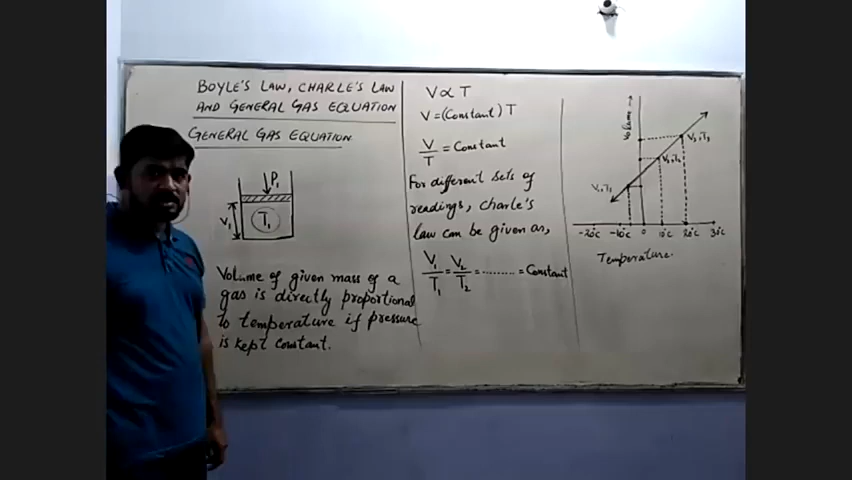 BOYLE'S LAW, CHARLE'S LAW
AND GENERAL GAS EQUATION
GENERAL GAS EQUATION
P₁
V₁
T₁
Volume of given mass of a
gas is directly proportional
to temperature if pressure
is kept constant.
V ∝ T
V = (Constant) T
V/T = Constant
For different sets of
readings, Charle's
law can be given as,
V₁/T₁ = V₂/T₂ = ......... = Constant
Volume →
V₃,T₃
V₂,T₂
V₁,T₁
-20°C -10°C 0 10°C 20°C 30°C
Temperature.